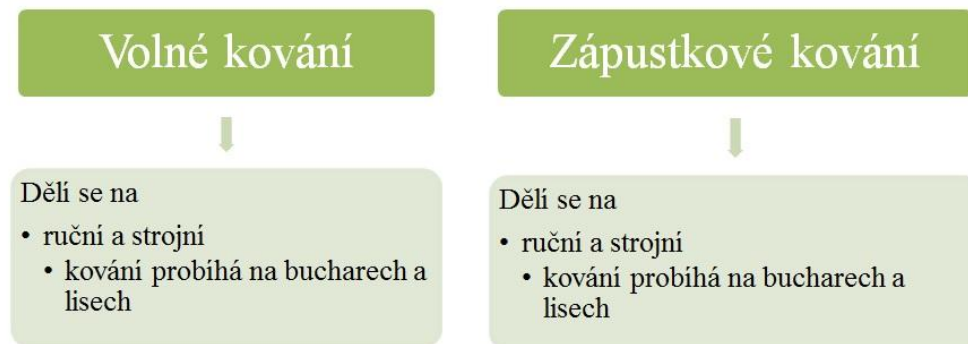 Volné kování
Dělí se na
• ruční a strojní
• kování probíhá na bucharech a
lisech
Zápustkové kování
Dělí se na
• ruční a strojní
• kování probíhá na bucharech a
lisech